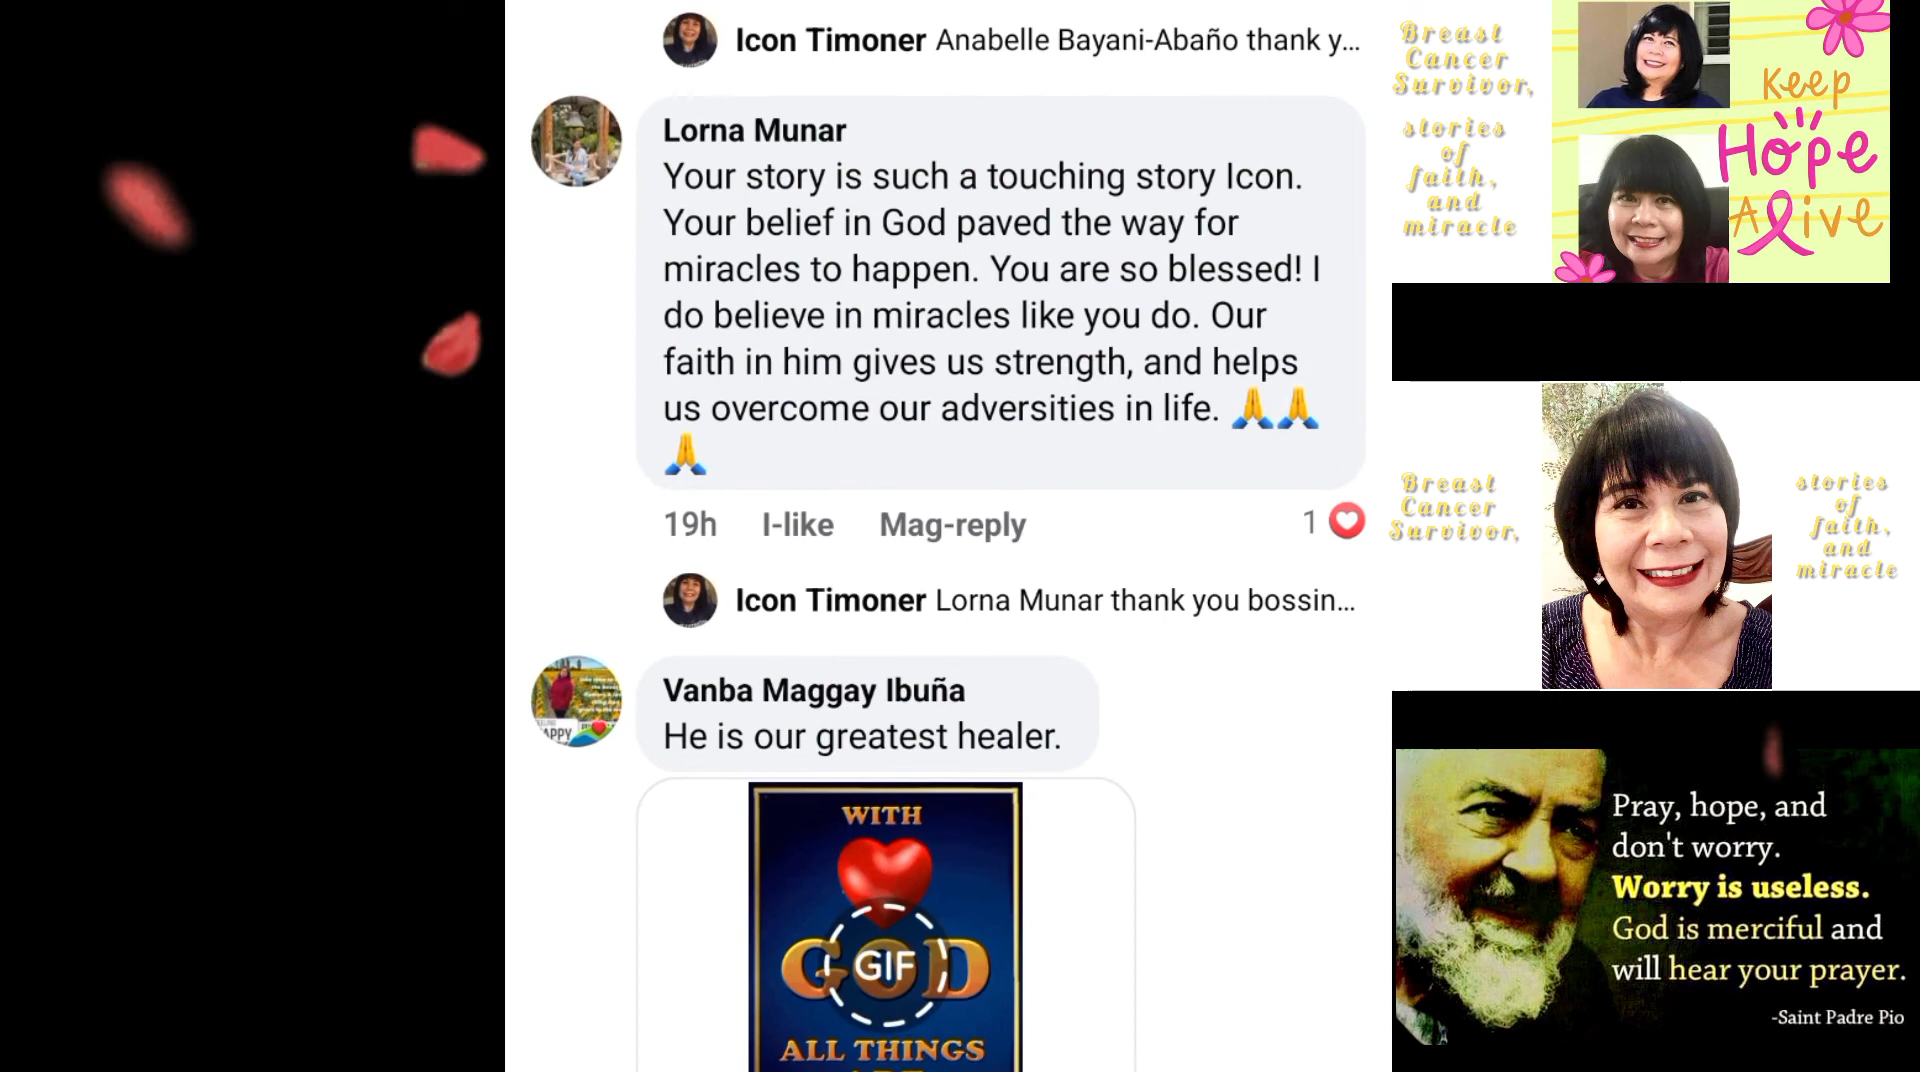 Icon Timoner Anabelle Bayani-Abaño thank y...
Lorna Munar
Your story is such a touching story Icon.
Your belief in God paved the way for
miracles to happen. You are so blessed! I
do believe in miracles like you do. Our
faith in him gives us strength, and helps
us overcome our adversities in life. 🙏🙏
🙏
19h I-like Mag-reply 1
Icon Timoner Lorna Munar thank you bossin...
Vanba Maggay Ibuña
He is our greatest healer.
WITH
GOD
GIF
ALL THINGS
Breast
Cancer
Survivor,
stories
of
faith,
and
miracle
Keep
Hope
Alive
Breast
Cancer
Survivor,
stories
of
faith,
and
miracle
Pray, hope, and
don't worry.
Worry is useless.
God is merciful and
will hear your prayer.
-Saint Padre Pio